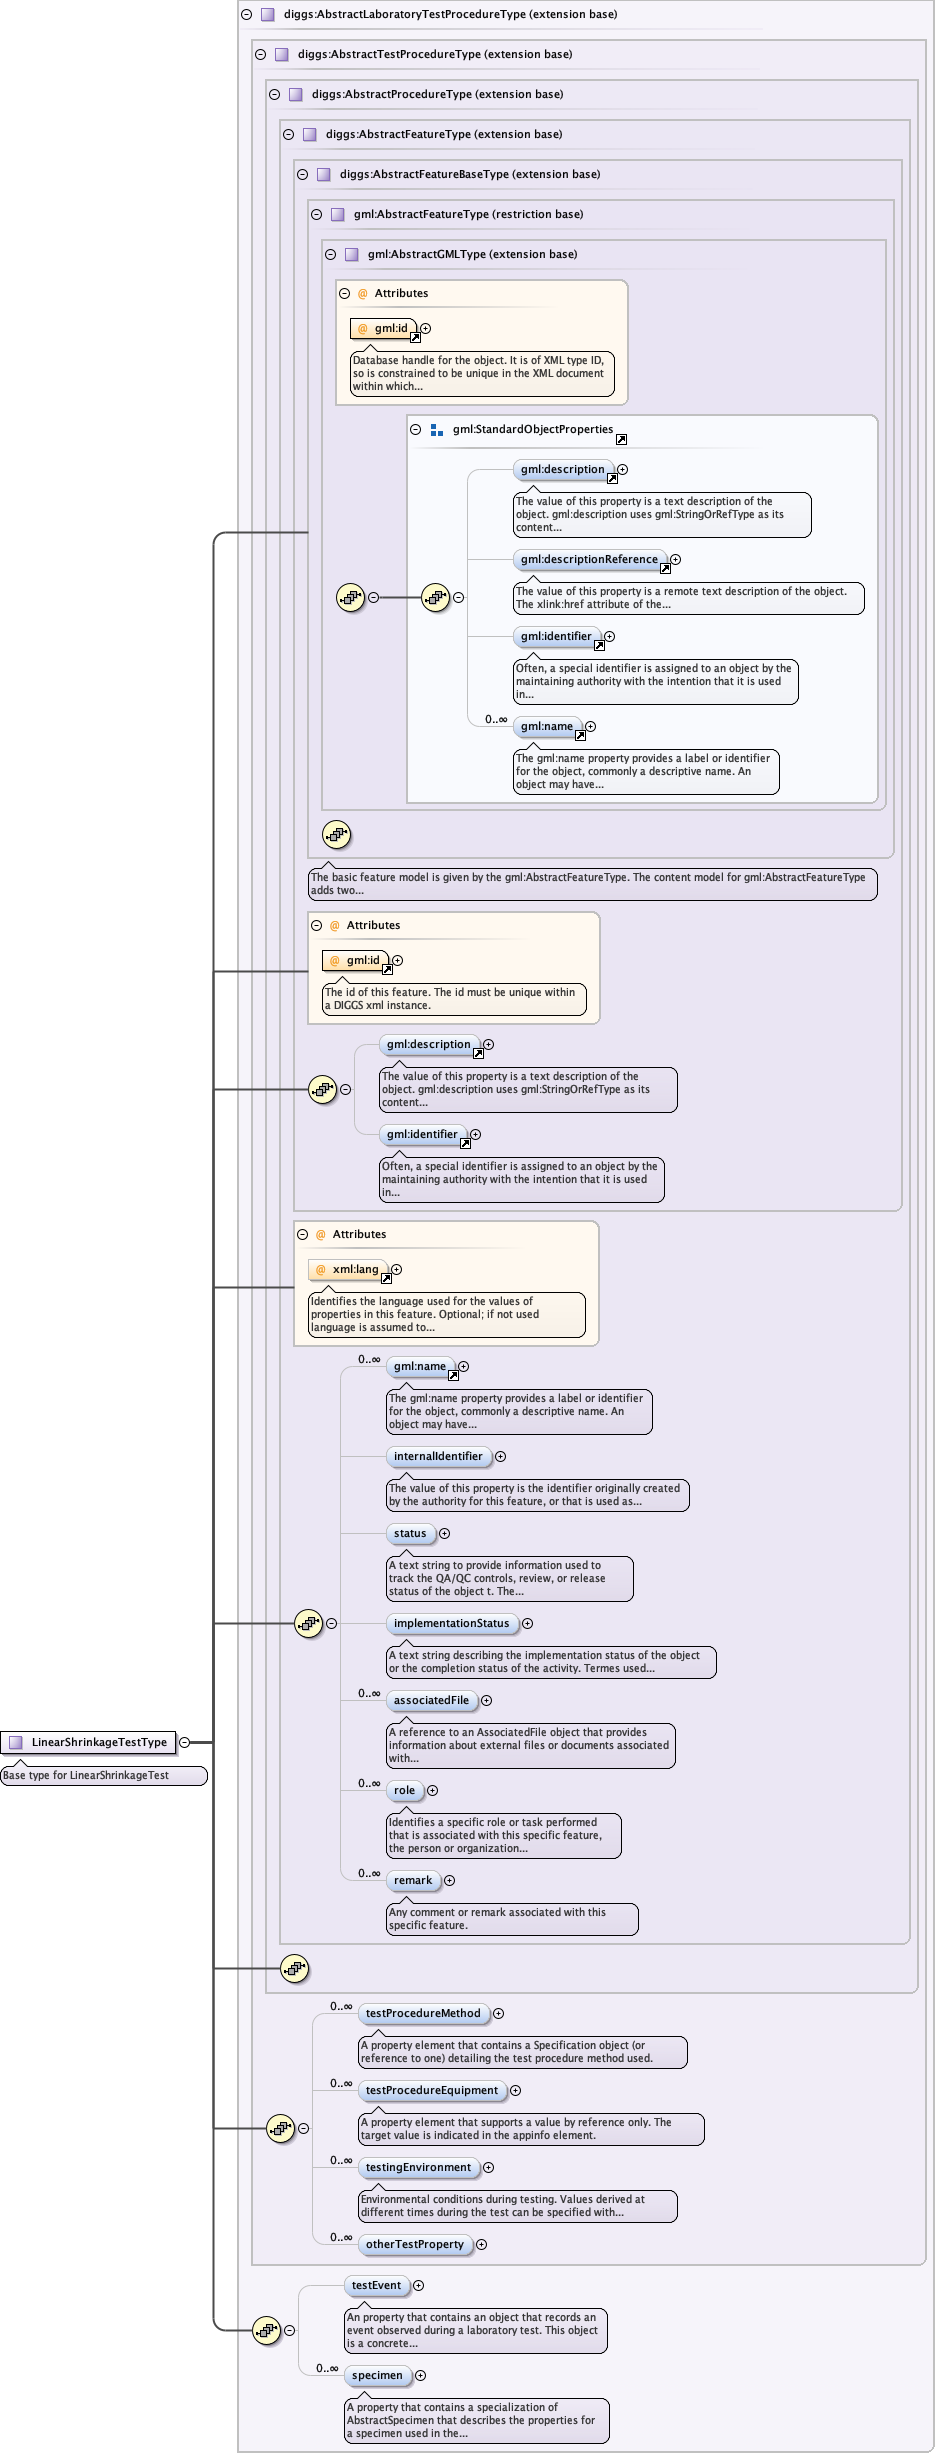 diggs:AbstractLaboratoryTestProcedureType (extension base)
diggs:AbstractTestProcedureType (extension base)
diggs:AbstractProcedureType (extension base)
diggs:AbstractFeatureType (extension base)
diggs:AbstractFeatureBaseType (extension base)
gml:AbstractFeatureType (restriction base)
gml:AbstractGMLType (extension base)
@ Attributes
@ gml:id
Database handle for the object. It is of XML type ID,
so is constrained to be unique in the XML document
within which...
gml:StandardObjectProperties
gml:description
The value of this property is a text description of the
object. gml:description uses gml:StringOrRefType as its
content...
gml:descriptionReference
The value of this property is a remote text description of the object.
The xlink:href attribute of the...
gml:identifier
Often, a special identifier is assigned to an object by the
maintaining authority with the intention that it is used
in...
0..∞
gml:name
The gml:name property provides a label or identifier
for the object, commonly a descriptive name. An
object may have...
The basic feature model is given by the gml:AbstractFeatureType. The content model for gml:AbstractFeatureType
adds two...
@ Attributes
@ gml:id
The id of this feature. The id must be unique within
a DIGGS xml instance.
gml:description
The value of this property is a text description of the
object. gml:description uses gml:StringOrRefType as its
content...
gml:identifier
Often, a special identifier is assigned to an object by the
maintaining authority with the intention that it is used
in...
@ Attributes
@ xml:lang
Identifies the language used for the values of
properties in this feature. Optional; if not used
language is assumed to...
0..∞
gml:name
The gml:name property provides a label or identifier
for the object, commonly a descriptive name. An
object may have...
internalIdentifier
The value of this property is the identifier originally created
by the authority for this feature, or that is used as...
status
A text string to provide information used to
track the QA/QC controls, review, or release
status of the object t. The...
implementationStatus
A text string describing the implementation status of the object
or the completion status of the activity. Termes used...
0..∞
associatedFile
A reference to an AssociatedFile object that provides
information about external files or documents associated
with...
LinearShrinkageTestType
Base type for LinearShrinkageTest
0..∞
role
Identifies a specific role or task performed
that is associated with this specific feature,
the person or organization...
0..∞
remark
Any comment or remark associated with this
specific feature.
0..∞
testProcedureMethod
A property element that contains a Specification object (or
reference to one) detailing the test procedure method used.
0..∞
testProcedureEquipment
A property element that supports a value by reference only. The
target value is indicated in the appinfo element.
0..∞
testingEnvironment
Environmental conditions during testing. Values derived at
different times during the test can be specified with...
0..∞
otherTestProperty
testEvent
An property that contains an object that records an
event observed during a laboratory test. This object
is a concrete...
0..∞
specimen
A property that contains a specialization of
AbstractSpecimen that describes the properties for
a specimen used in the...